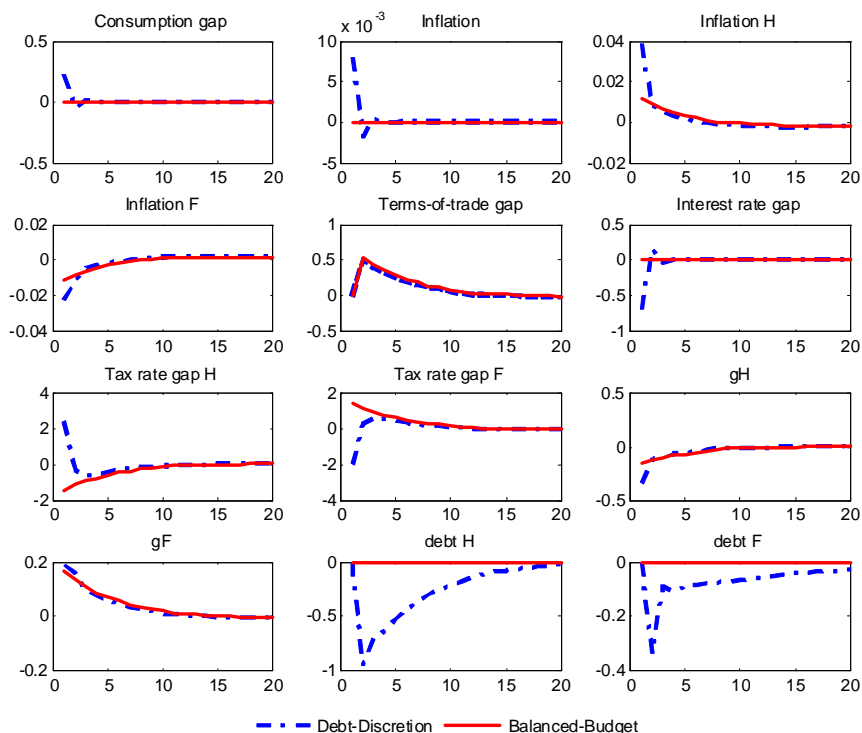 Consumption gap
0.5
0
-0.5
0 5 10 15 20
Inflation
x 10 -3
10
5
0
-5
0 5 10 15 20
Inflation H
0.04
0.02
0
-0.02
0 5 10 15 20
Inflation F
0.02
0
-0.02
-0.04
0 5 10 15 20
Terms-of-trade gap
1
0.5
0
-0.5
0 5 10 15 20
Interest rate gap
0.5
0
-0.5
-1
0 5 10 15 20
Tax rate gap H
4
2
0
-2
0 5 10 15 20
Tax rate gap F
2
0
-2
-4
0 5 10 15 20
gH
0.5
0
-0.5
0 5 10 15 20
gF
0.2
0
-0.2
0 5 10 15 20
debt H
0
-0.5
-1
0 5 10 15 20
debt F
0
-0.2
-0.4
0 5 10 15 20
Debt-Discretion Balanced-Budget